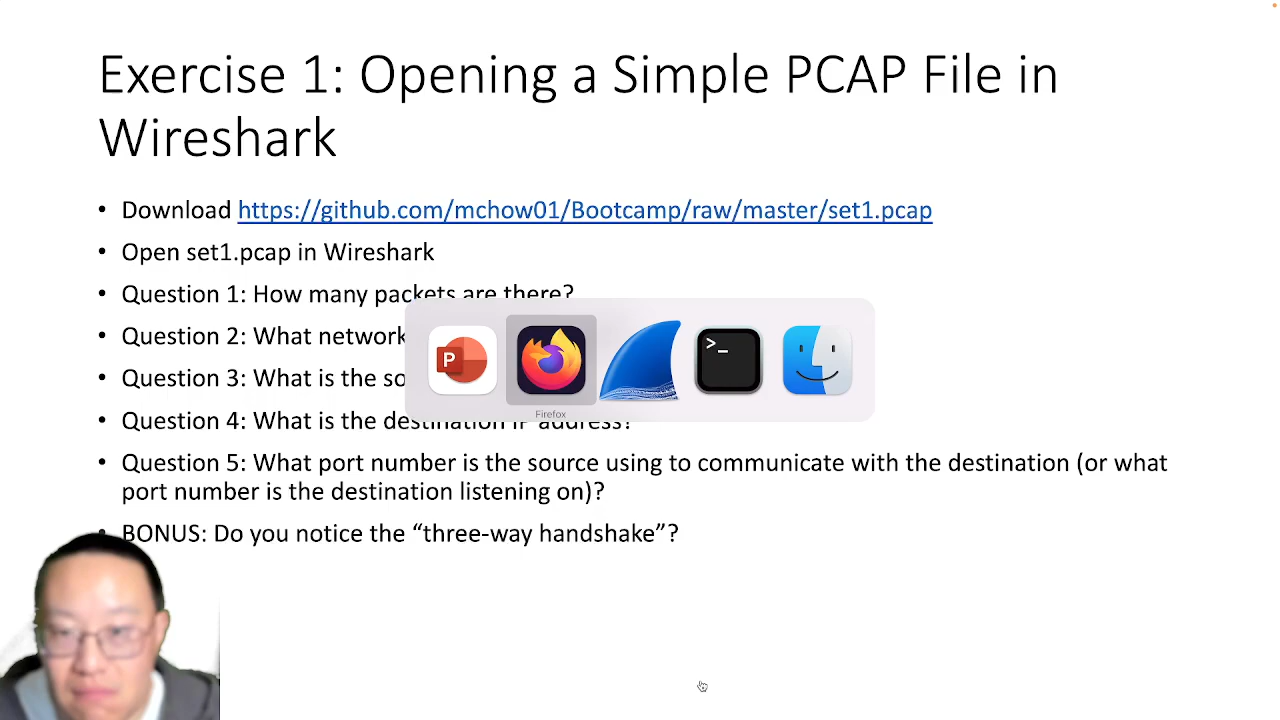 Exercise 1: Opening a Simple PCAP File in
Wireshark
• Download https://github.com/mchow01/Bootcamp/raw/master/set1.pcap
• Open set1.pcap in Wireshark
• Question 1: How many packets are there?
• Question 2: What network
• Question 3: What is the so
• Question 4: What is the destination IP address?
• Question 5: What port number is the source using to communicate with the destination (or what
port number is the destination listening on)?
• BONUS: Do you notice the “three-way handshake”?
P
>_
Firefox